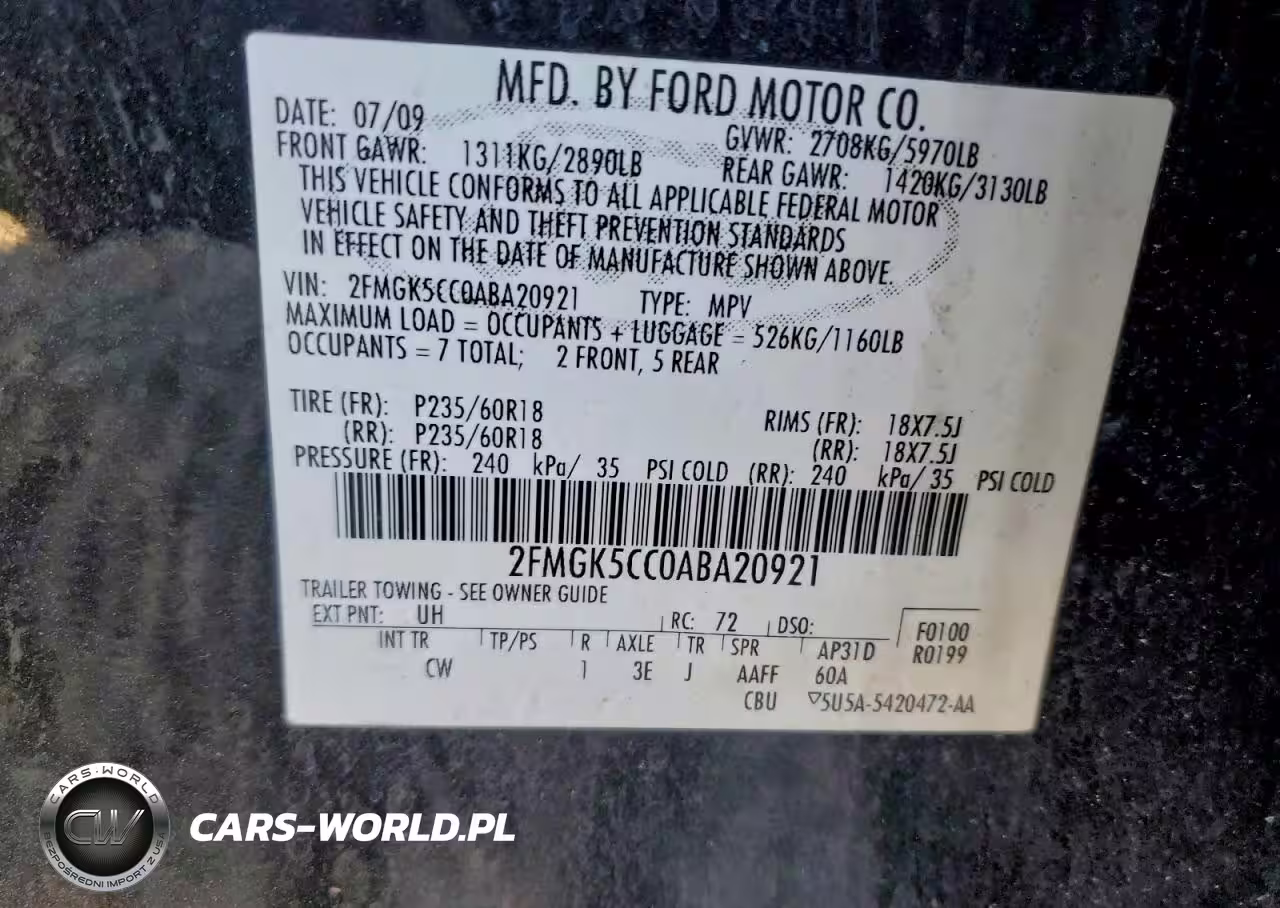 MFD. BY FORD MOTOR CO.
DATE: 07/09 GVWR: 2708KG/5970LB
FRONT GAWR: 1311KG/2890LB REAR GAWR: 1420KG/3130LB
THIS VEHICLE CONFORMS TO ALL APPLICABLE FEDERAL MOTOR
VEHICLE SAFETY AND THEFT PREVENTION STANDARDS
IN EFFECT ON THE DATE OF MANUFACTURE SHOWN ABOVE.
VIN: 2FMGK5CC0ABA20921 TYPE: MPV
MAXIMUM LOAD = OCCUPANTS + LUGGAGE = 526KG/1160LB
OCCUPANTS = 7 TOTAL; 2 FRONT, 5 REAR
TIRE (FR): P235/60R18 RIMS (FR): 18X7.5J
(RR): P235/60R18 (RR): 18X7.5J
PRESSURE (FR): 240 kPa/ 35 PSI COLD (RR): 240 kPa/ 35 PSI COLD
2FMGK5CC0ABA20921
TRAILER TOWING - SEE OWNER GUIDE
EXT PNT: UH RC: 72 DSO: F0100
INT TR TP/PS R AXLE TR SPR AP31D R0199
CW 1 3E J AAFF 60A
CBU ▽5U5A-5420472-AA
CARS-WORLD
CW
BEZPOŚREDNI IMPORT Z USA
CARS-WORLD.PL